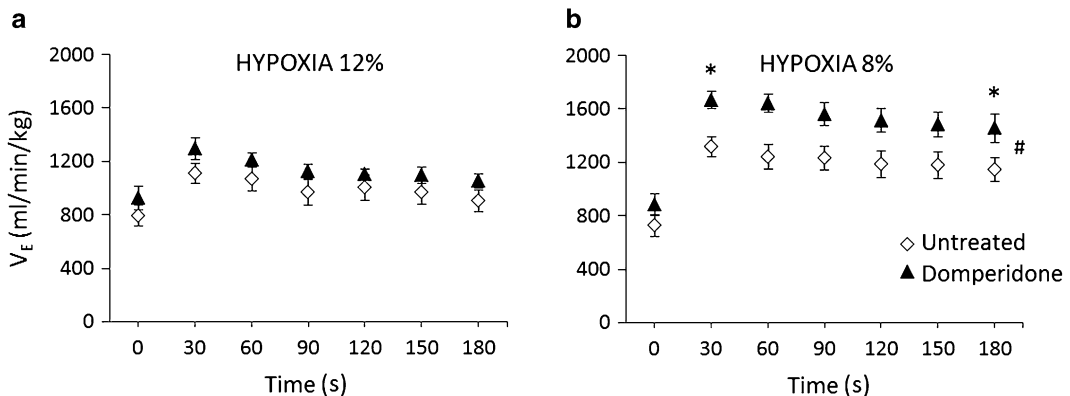 a
HYPOXIA 12%
V_E (ml/min/kg)
2000
1600
1200
800
400
0
0 30 60 90 120 150 180
Time (s)
b
HYPOXIA 8%
2000
1600
1200
800
400
0
* *
#
Untreated
Domperidone
0 30 60 90 120 150 180
Time (s)